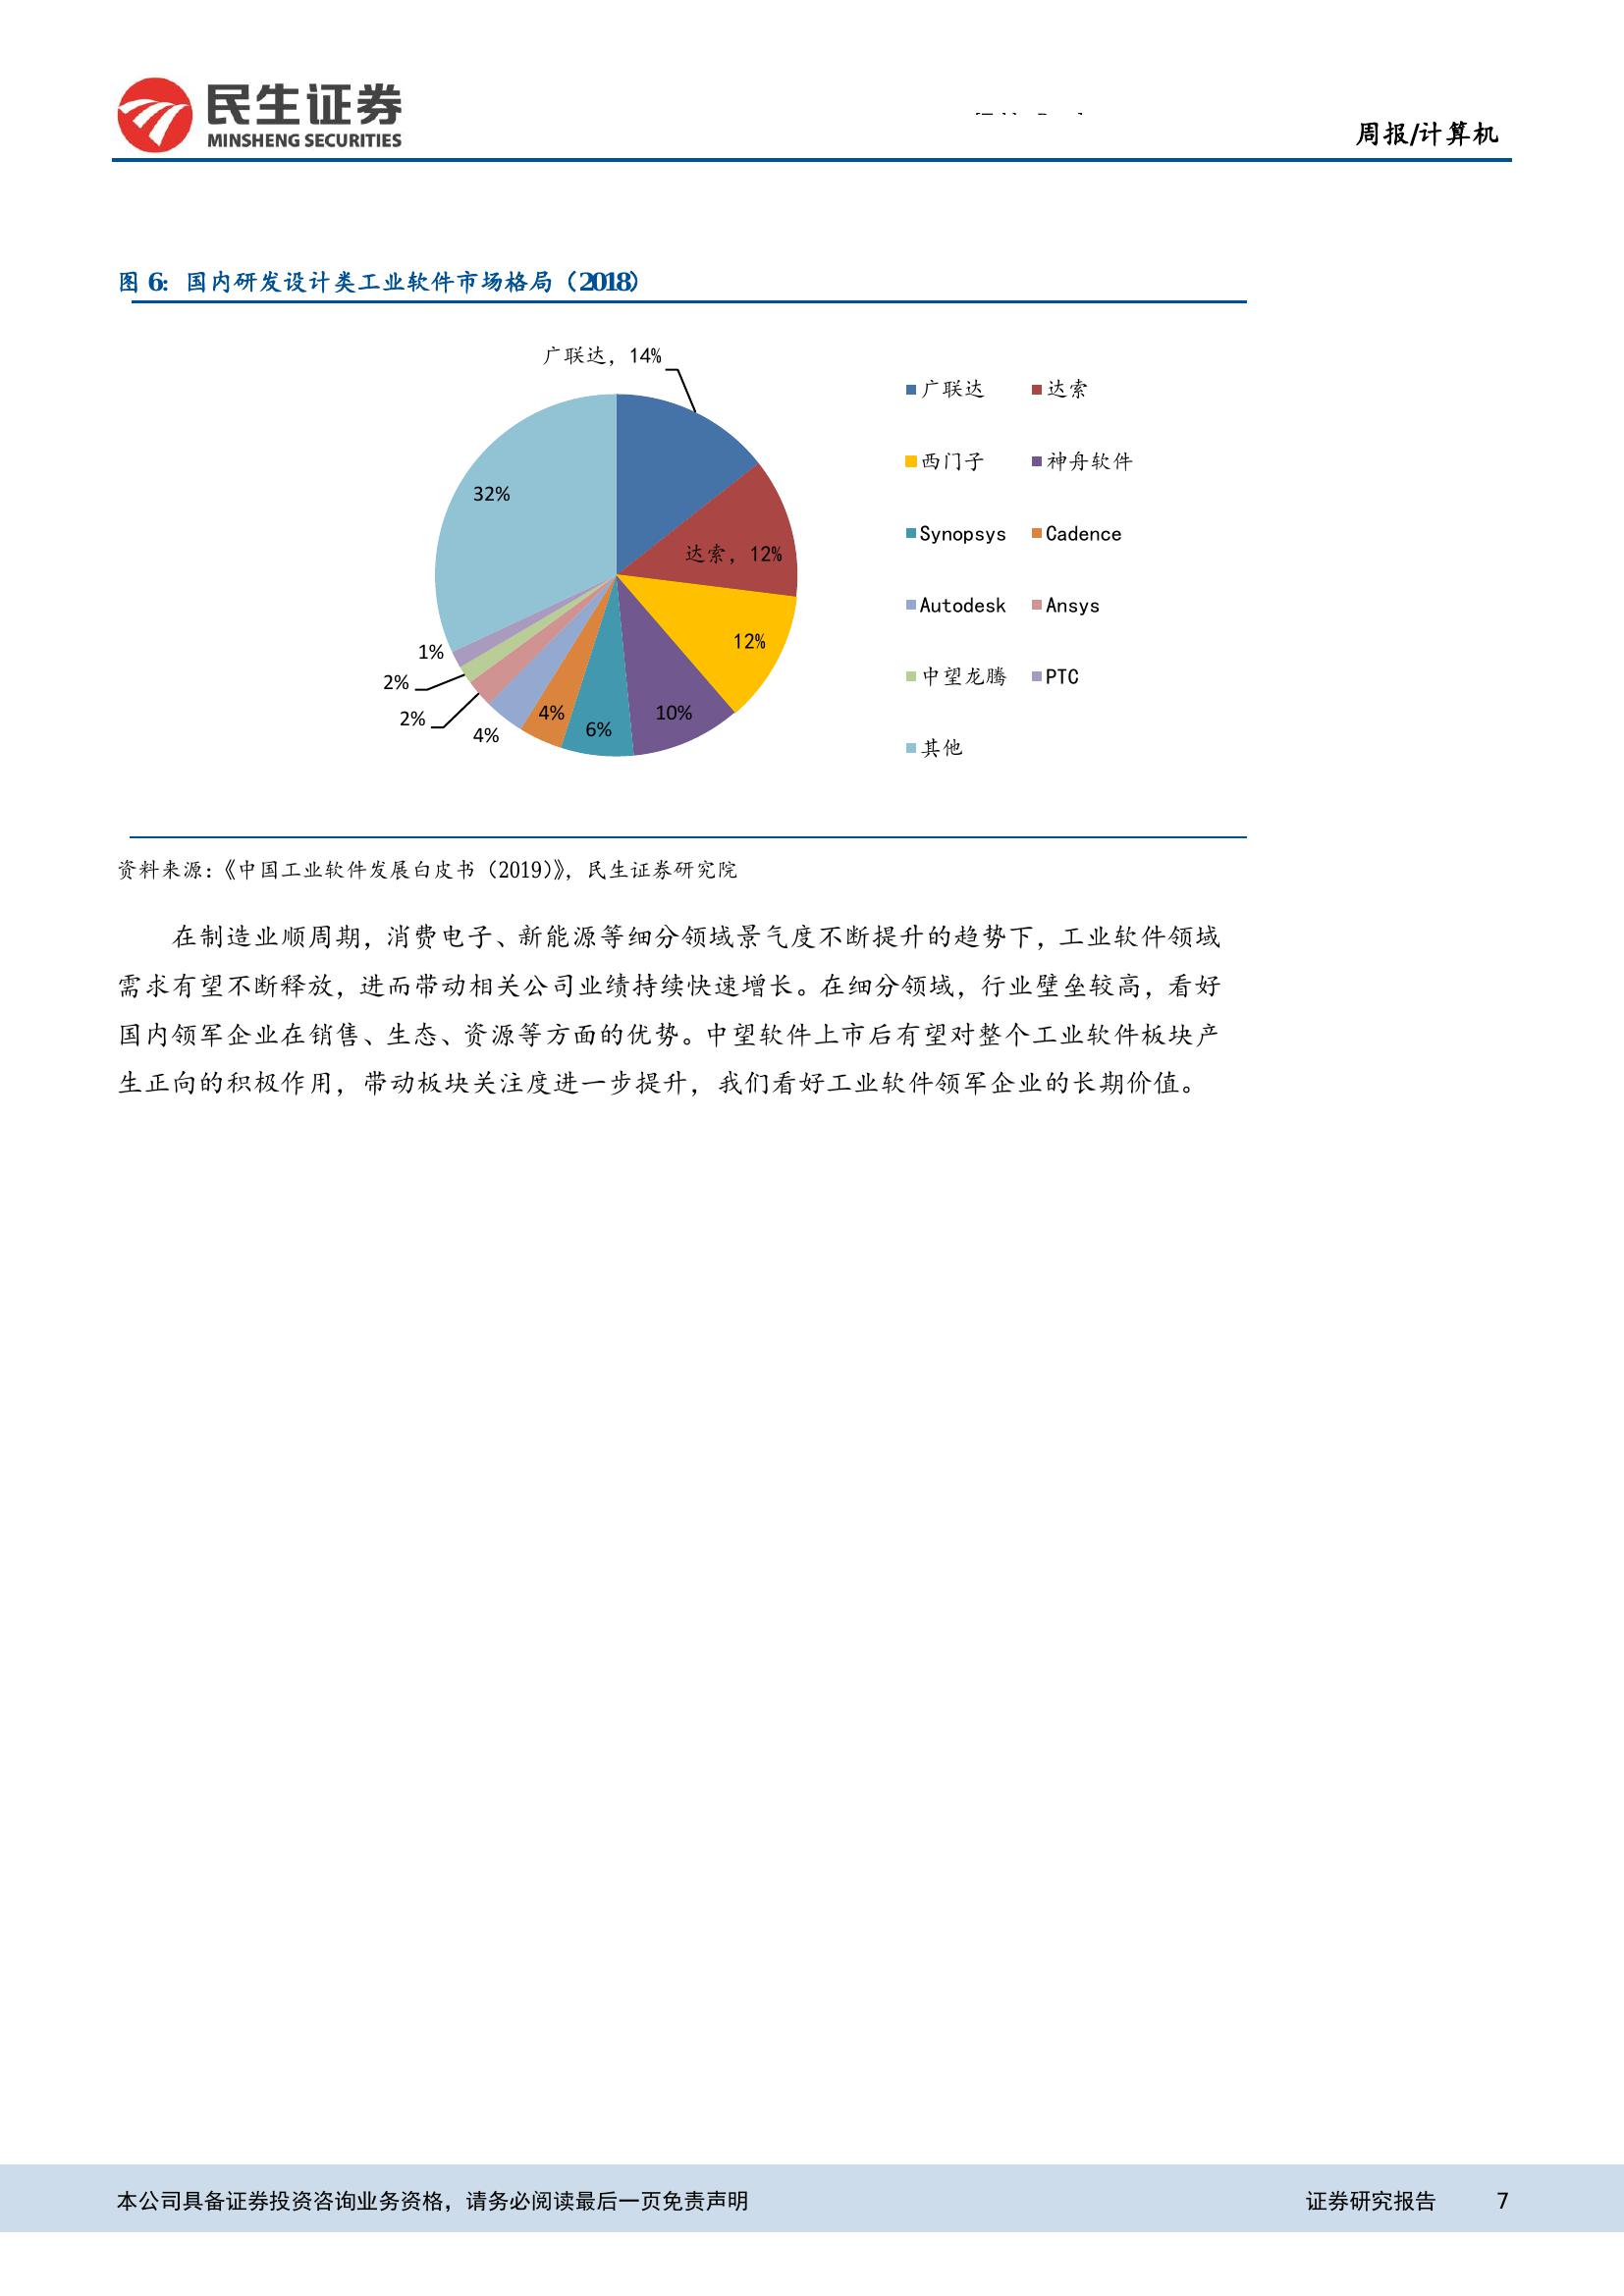 民生证券
MINSHENG SECURITIES
周报/计算机
图 6: 国内研发设计类工业软件市场格局（2018）
广联达, 14%
达索, 12%
12%
10%
6%
4%
4%
2%
2%
1%
32%
广联达 达索
西门子 神舟软件
Synopsys Cadence
Autodesk Ansys
中望龙腾 PTC
其他
资料来源:《中国工业软件发展白皮书（2019）》, 民生证券研究院
在制造业顺周期，消费电子、新能源等细分领域景气度不断提升的趋势下，工业软件领域
需求有望不断释放，进而带动相关公司业绩持续快速增长。在细分领域，行业壁垒较高，看好
国内领军企业在销售、生态、资源等方面的优势。中望软件上市后有望对整个工业软件板块产
生正向的积极作用，带动板块关注度进一步提升，我们看好工业软件领军企业的长期价值。
本公司具备证券投资咨询业务资格，请务必阅读最后一页免责声明 证券研究报告 7